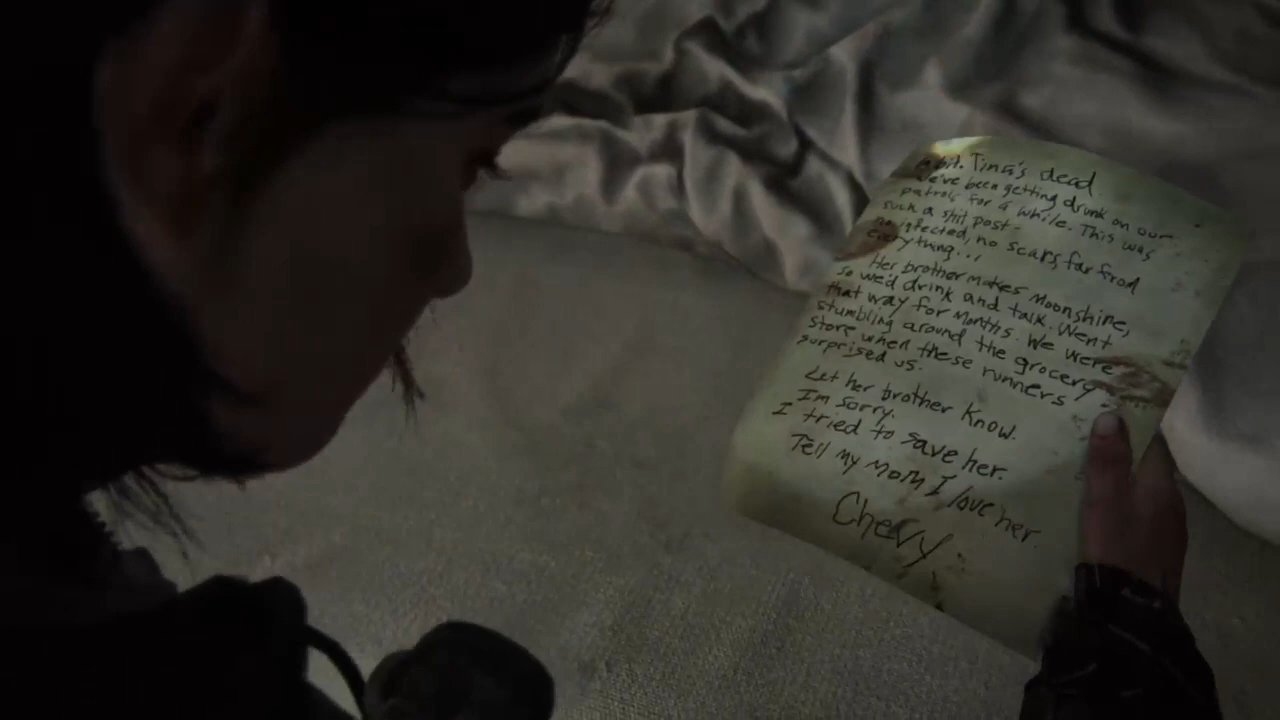 bit. Tina's dead.
We've been getting drunk on our
patrols for a while. This was
such a shit post.
no infected, no scars, far from
everything...
Her brother makes moonshine,
so we'd drink and talk. Went
that way for months. We were
stumbling around the grocery
store when these runners
surprised us.
Let her brother know.
I'm sorry.
I tried to save her.
Tell my mom I love her.
Chevy